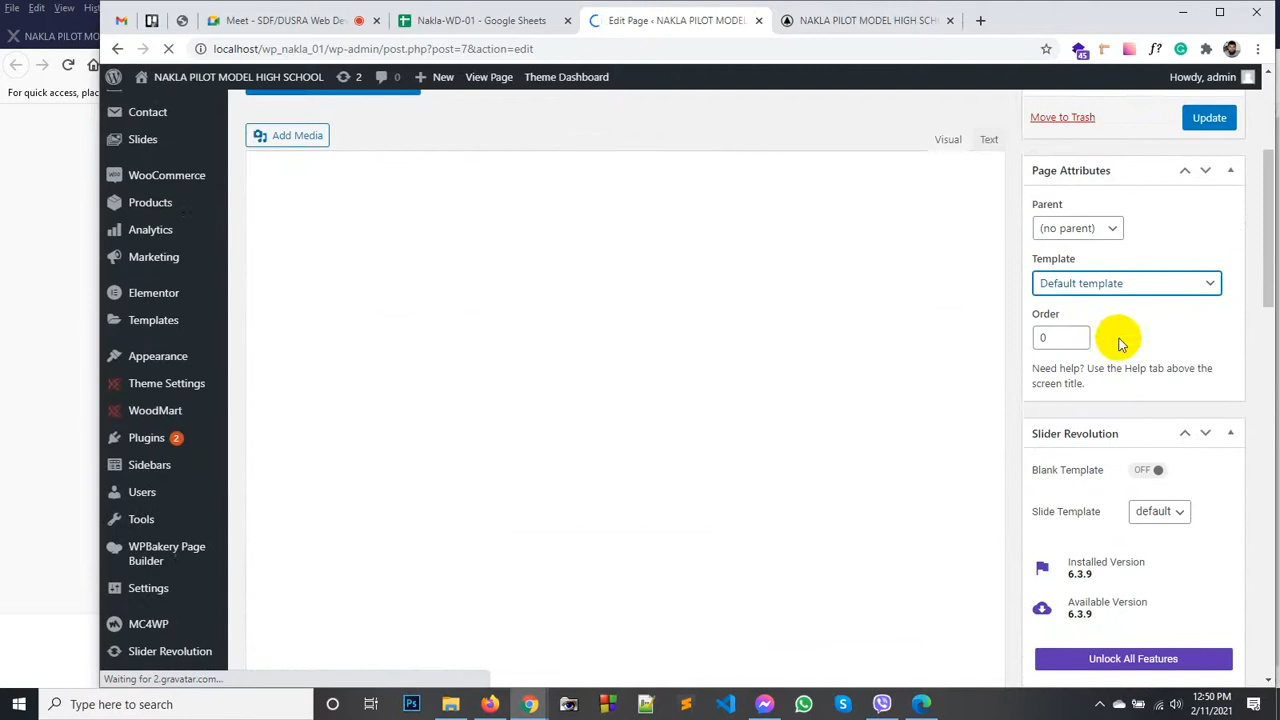 File Edit View Hist
NAKLA PILOT MO
For quick access, place
Meet - SDF/DUSRA Web De
Nakla-WD-01 - Google Sheets
Edit Page ‹ NAKLA PILOT MODEL
NAKLA PILOT MODEL HIGH SCH
localhost/wp_nakla_01/wp-admin/post.php?post=7&action=edit
45
f?
NAKLA PILOT MODEL HIGH SCHOOL
2
0
New
View Page
Theme Dashboard
Howdy, admin
Contact
Slides
WooCommerce
Products
Analytics
Marketing
Elementor
Templates
Appearance
Theme Settings
WoodMart
Plugins 2
Sidebars
Users
Tools
WPBakery Page
Builder
Settings
MC4WP
Slider Revolution
Add Media
Visual
Text
Move to Trash
Update
Page Attributes
Parent
(no parent)
Template
Default template
Order
0
Need help? Use the Help tab above the
screen title.
Slider Revolution
Blank Template
OFF
Slide Template
default
Installed Version
6.3.9
Available Version
6.3.9
Unlock All Features
Waiting for 2.gravatar.com...
Type here to search
12:50 PM
2/11/2021